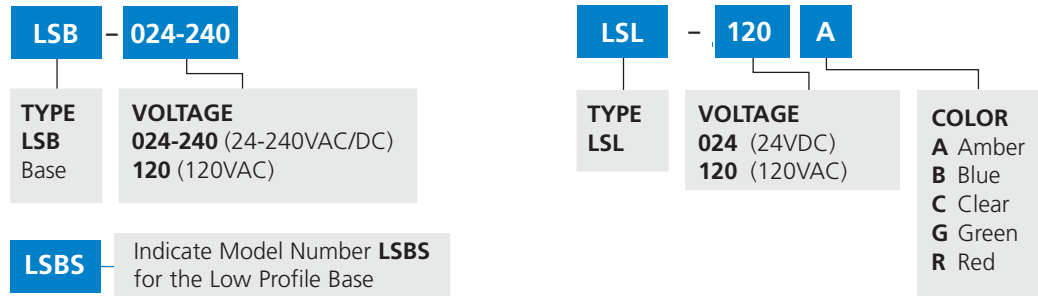 LSB – 024-240
TYPE
LSB
Base
VOLTAGE
024-240 (24-240VAC/DC)
120 (120VAC)
LSBS
Indicate Model Number LSBS
for the Low Profile Base
LSL – 120 A
TYPE
LSL
VOLTAGE
024 (24VDC)
120 (120VAC)
COLOR
A Amber
B Blue
C Clear
G Green
R Red